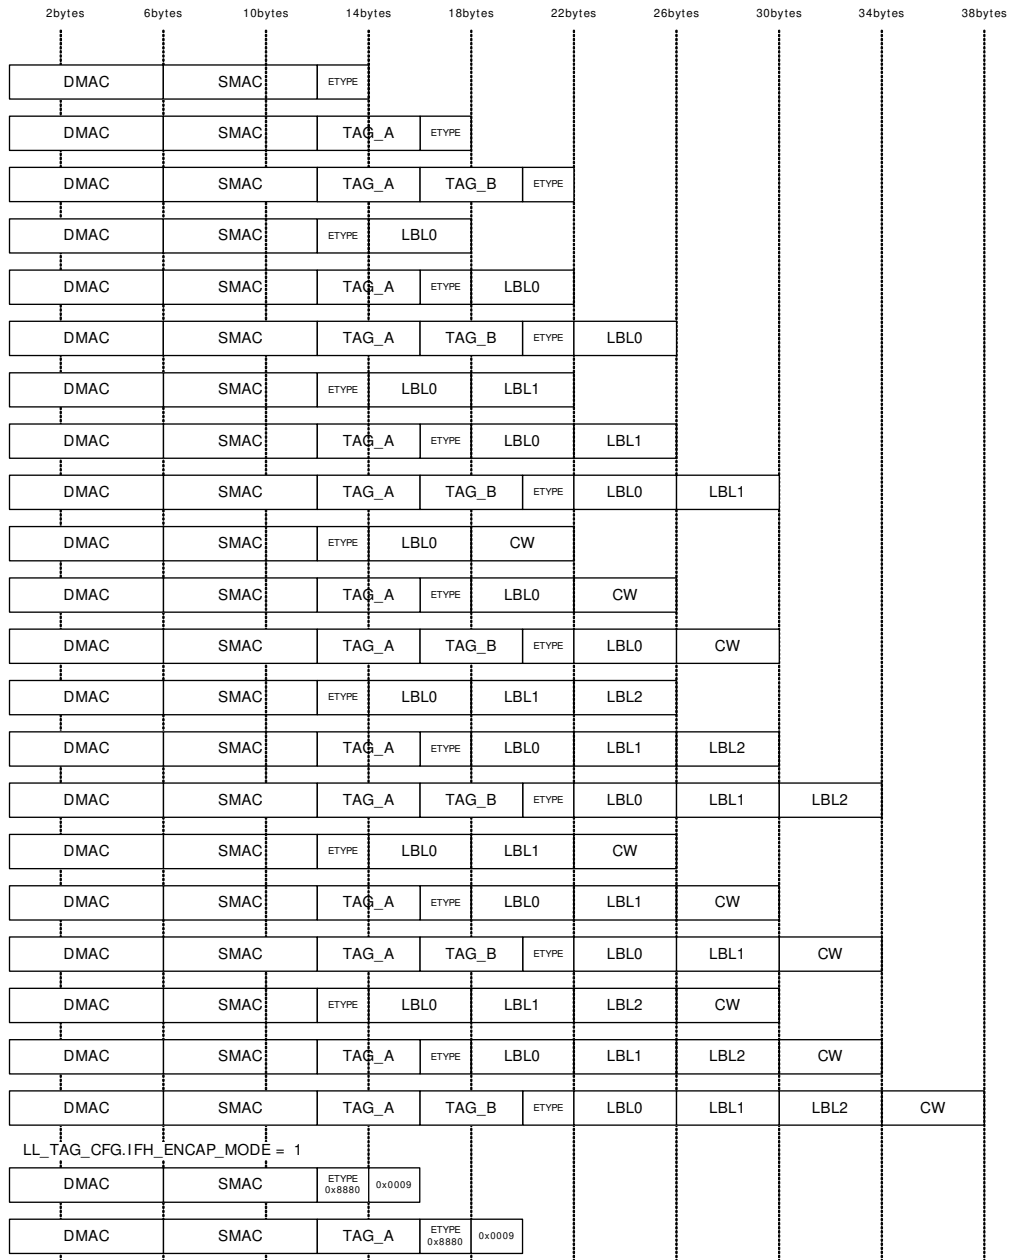 2bytes 6bytes 10bytes 14bytes 18bytes 22bytes 26bytes 30bytes 34bytes 38bytes
DMAC SMAC ETYPE
DMAC SMAC TAG_A ETYPE
DMAC SMAC TAG_A TAG_B ETYPE
DMAC SMAC ETYPE LBL0
DMAC SMAC TAG_A ETYPE LBL0
DMAC SMAC TAG_A TAG_B ETYPE LBL0
DMAC SMAC ETYPE LBL0 LBL1
DMAC SMAC TAG_A ETYPE LBL0 LBL1
DMAC SMAC TAG_A TAG_B ETYPE LBL0 LBL1
DMAC SMAC ETYPE LBL0 CW
DMAC SMAC TAG_A ETYPE LBL0 CW
DMAC SMAC TAG_A TAG_B ETYPE LBL0 CW
DMAC SMAC ETYPE LBL0 LBL1 LBL2
DMAC SMAC TAG_A ETYPE LBL0 LBL1 LBL2
DMAC SMAC TAG_A TAG_B ETYPE LBL0 LBL1 LBL2
DMAC SMAC ETYPE LBL0 LBL1 CW
DMAC SMAC TAG_A ETYPE LBL0 LBL1 CW
DMAC SMAC TAG_A TAG_B ETYPE LBL0 LBL1 CW
DMAC SMAC ETYPE LBL0 LBL1 LBL2 CW
DMAC SMAC TAG_A ETYPE LBL0 LBL1 LBL2 CW
DMAC SMAC TAG_A TAG_B ETYPE LBL0 LBL1 LBL2 CW
LL_TAG_CFG.IFH_ENCAP_MODE = 1
DMAC SMAC ETYPE 0x8880 0x0009
DMAC SMAC TAG_A ETYPE 0x8880 0x0009